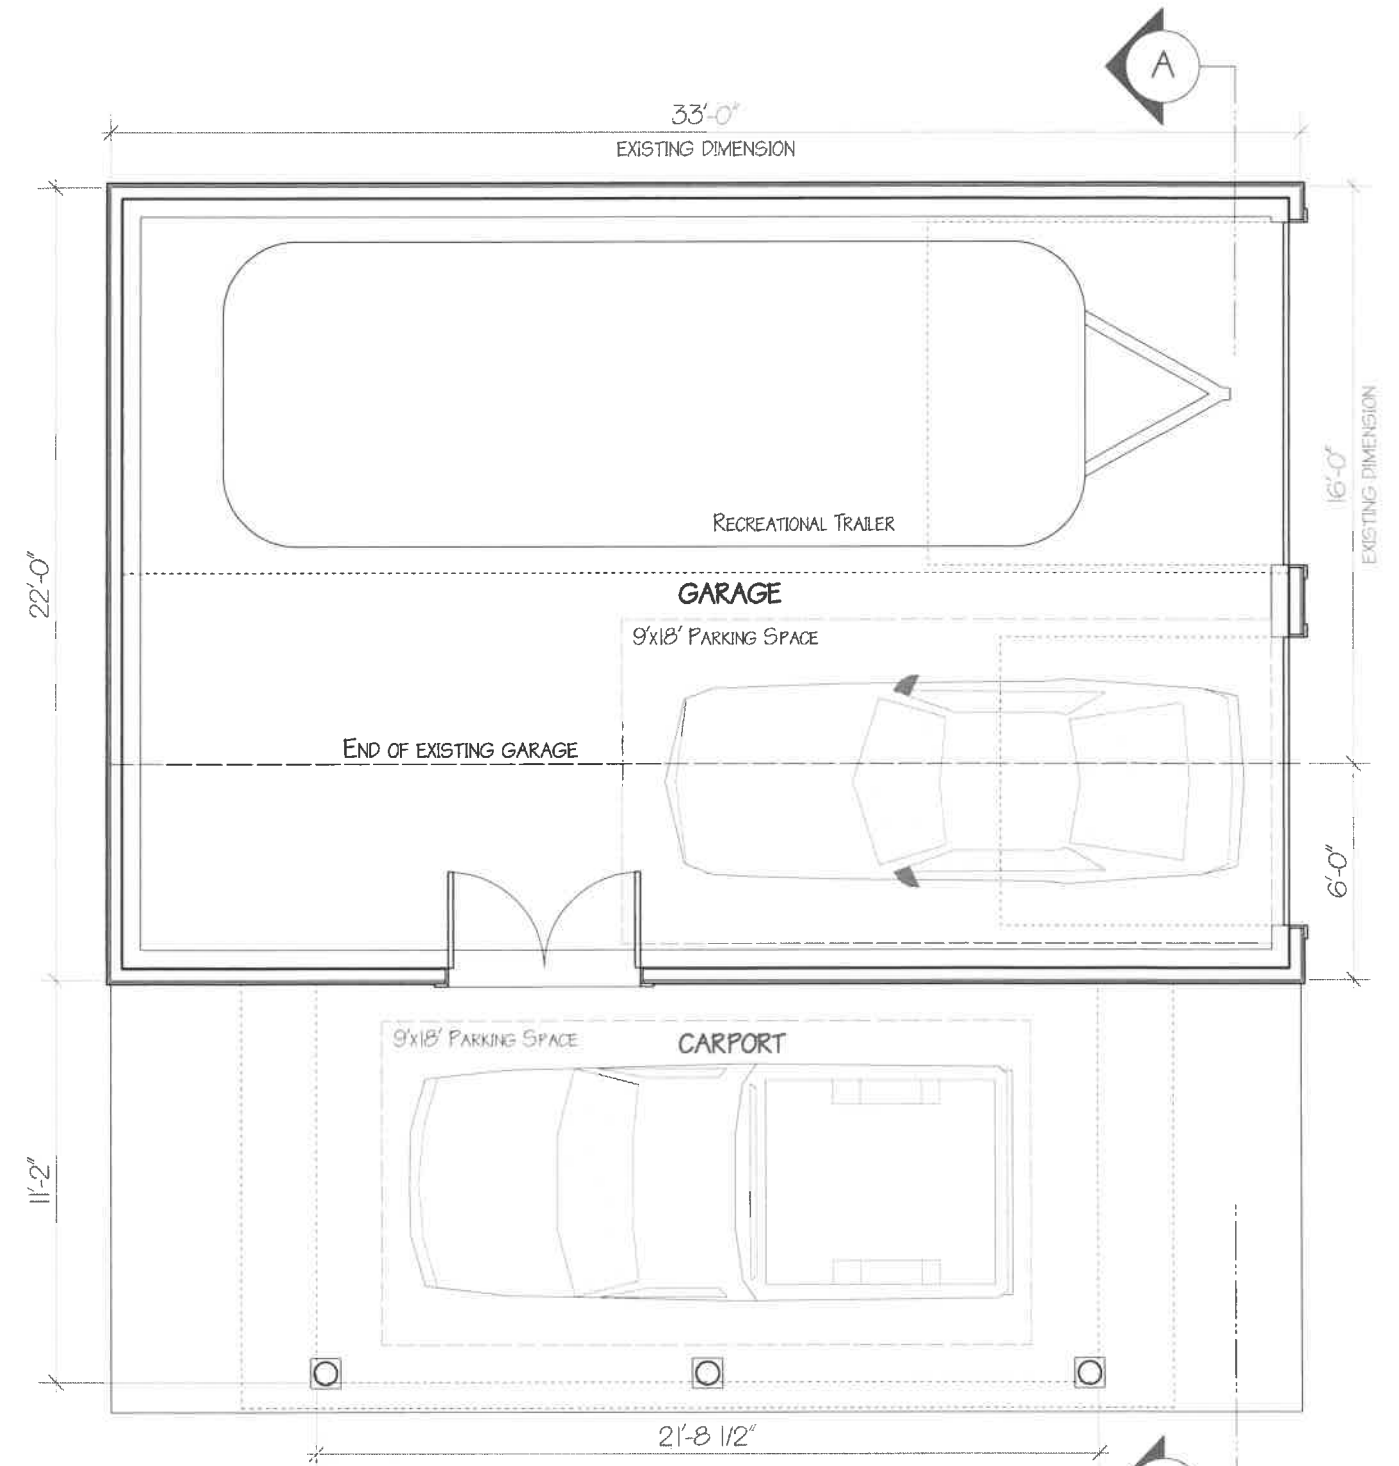 A
33'-0"
EXISTING DIMENSION
RECREATIONAL TRAILER
16'-0"
EXISTING DIMENSION
22'-0"
GARAGE
9'x18' PARKING SPACE
END OF EXISTING GARAGE
6'-0"
9'x18' PARKING SPACE
CARPORT
11'-2"
21'-8 1/2"